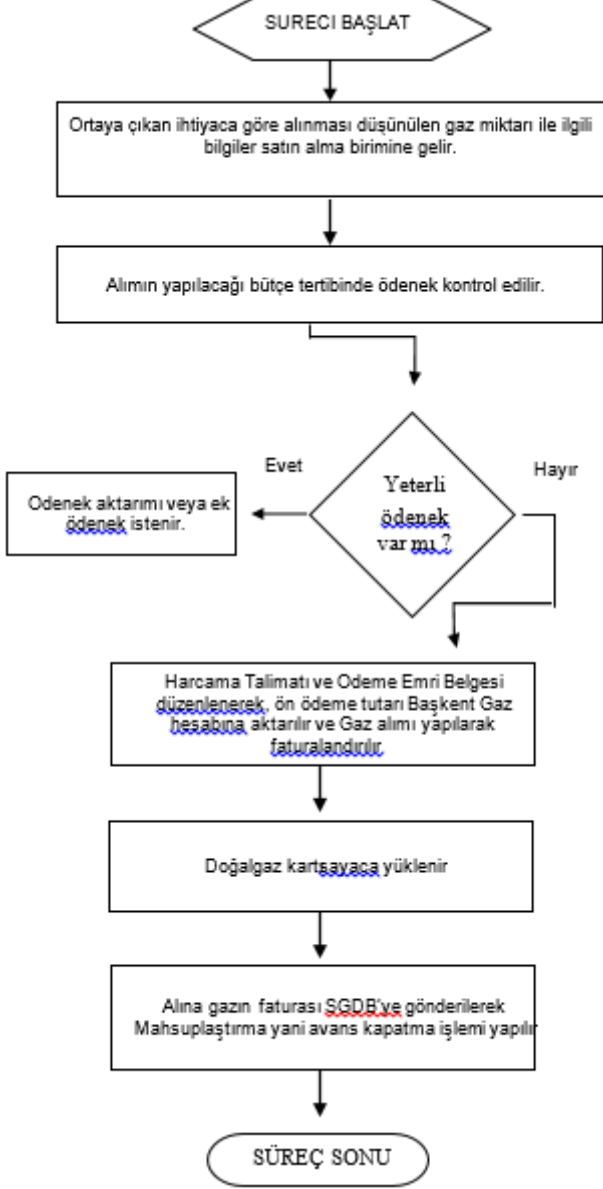 SURECI BAŞLAT
Ortaya çıkan ihtiyaca göre alınması düşünülen gaz miktarı ile ilgili
bilgiler satın alma birimine gelir.
Alımın yapılacağı bütçe tertibinde ödenek kontrol edilir.
Evet
Hayır
Yeterli
ödenek
var mı ?
Odenek aktarımı veya ek
ödenek istenir.
Harcama Talimatı ve Odeme Emri Belgesi
düzenlenerek, ön ödeme tutarı Başkent Gaz
hesabına aktarılır ve Gaz alımı yapılarak
faturalandırılır.
Doğalgaz kartsayaca yüklenir
Alına gazın faturası SGDB'ye gönderilerek
Mahsuplaştırma yani avans kapatma işlemi yapılır
SÜREÇ SONU